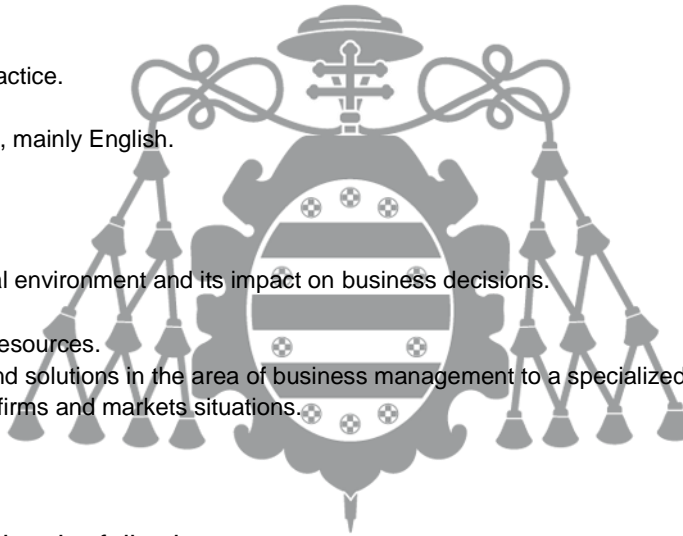 actice.
, mainly English.
al environment and its impact on business decisions.
esources.
nd solutions in the area of business management to a specialized
firms and markets situations.